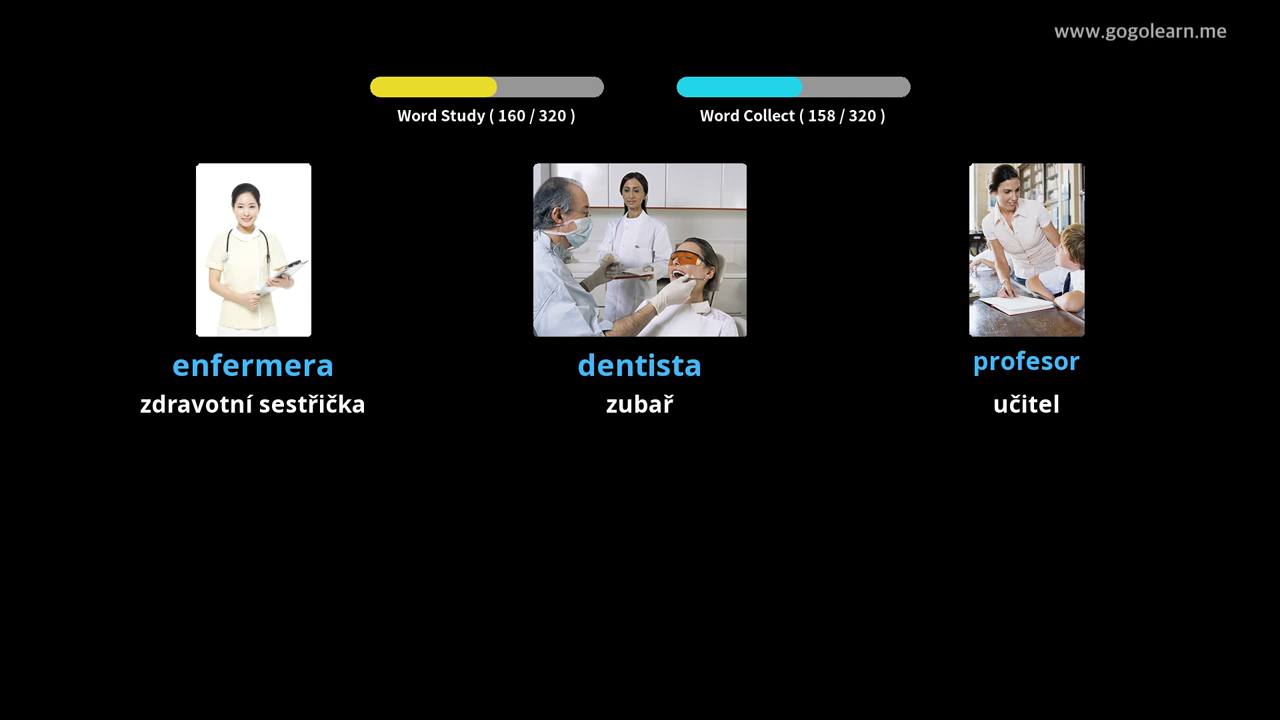 www.gogolearn.me
Word Study ( 160 / 320 )
Word Collect ( 158 / 320 )
enfermera
dentista
profesor
zdravotní sestřička
zubař
učitel